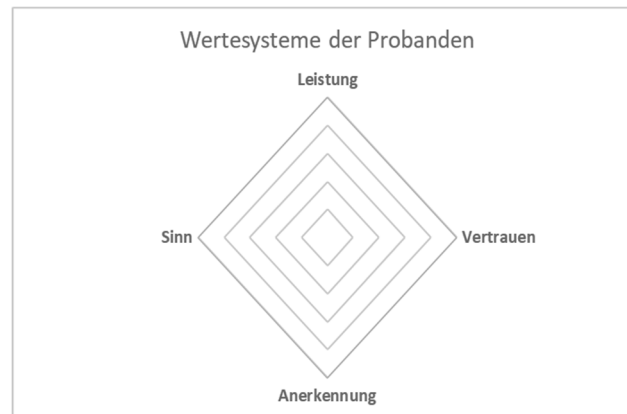 Wertesysteme der Probanden
Leistung
Sinn
Vertrauen
Anerkennung